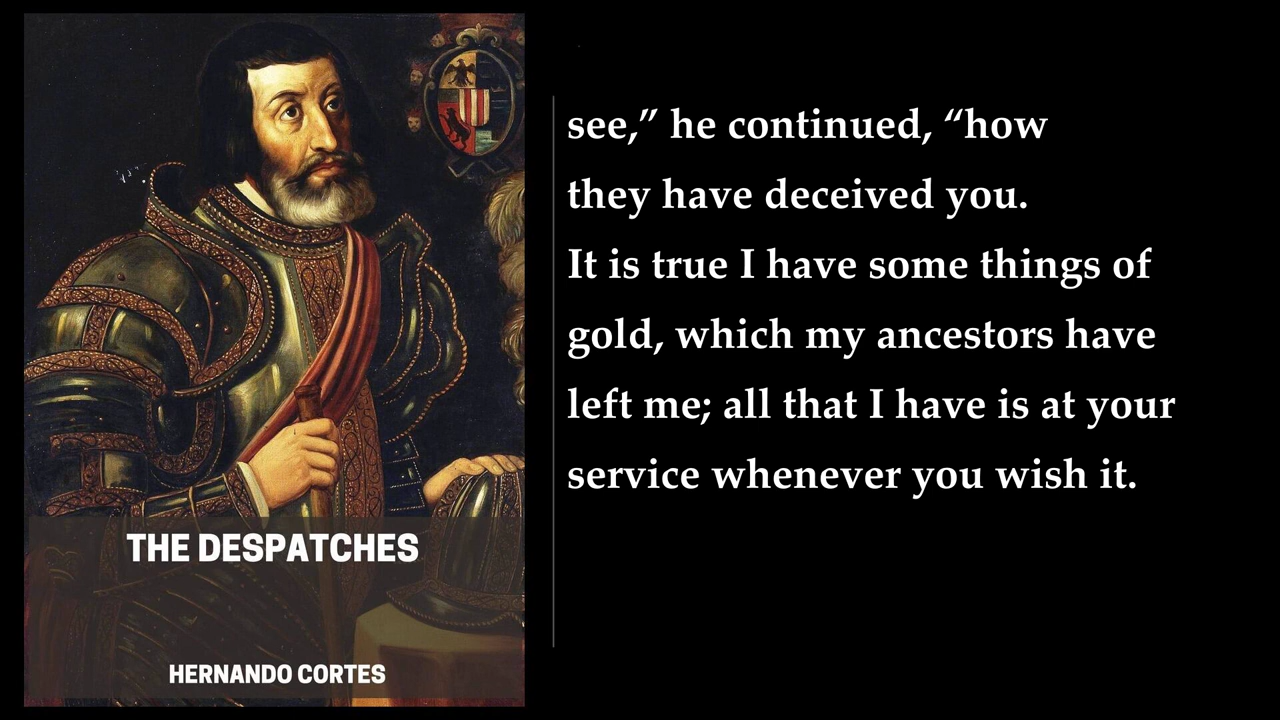 THE DESPATCHES
HERNANDO CORTES
see,” he continued, “how
they have deceived you.
It is true I have some things of
gold, which my ancestors have
left me; all that I have is at your
service whenever you wish it.